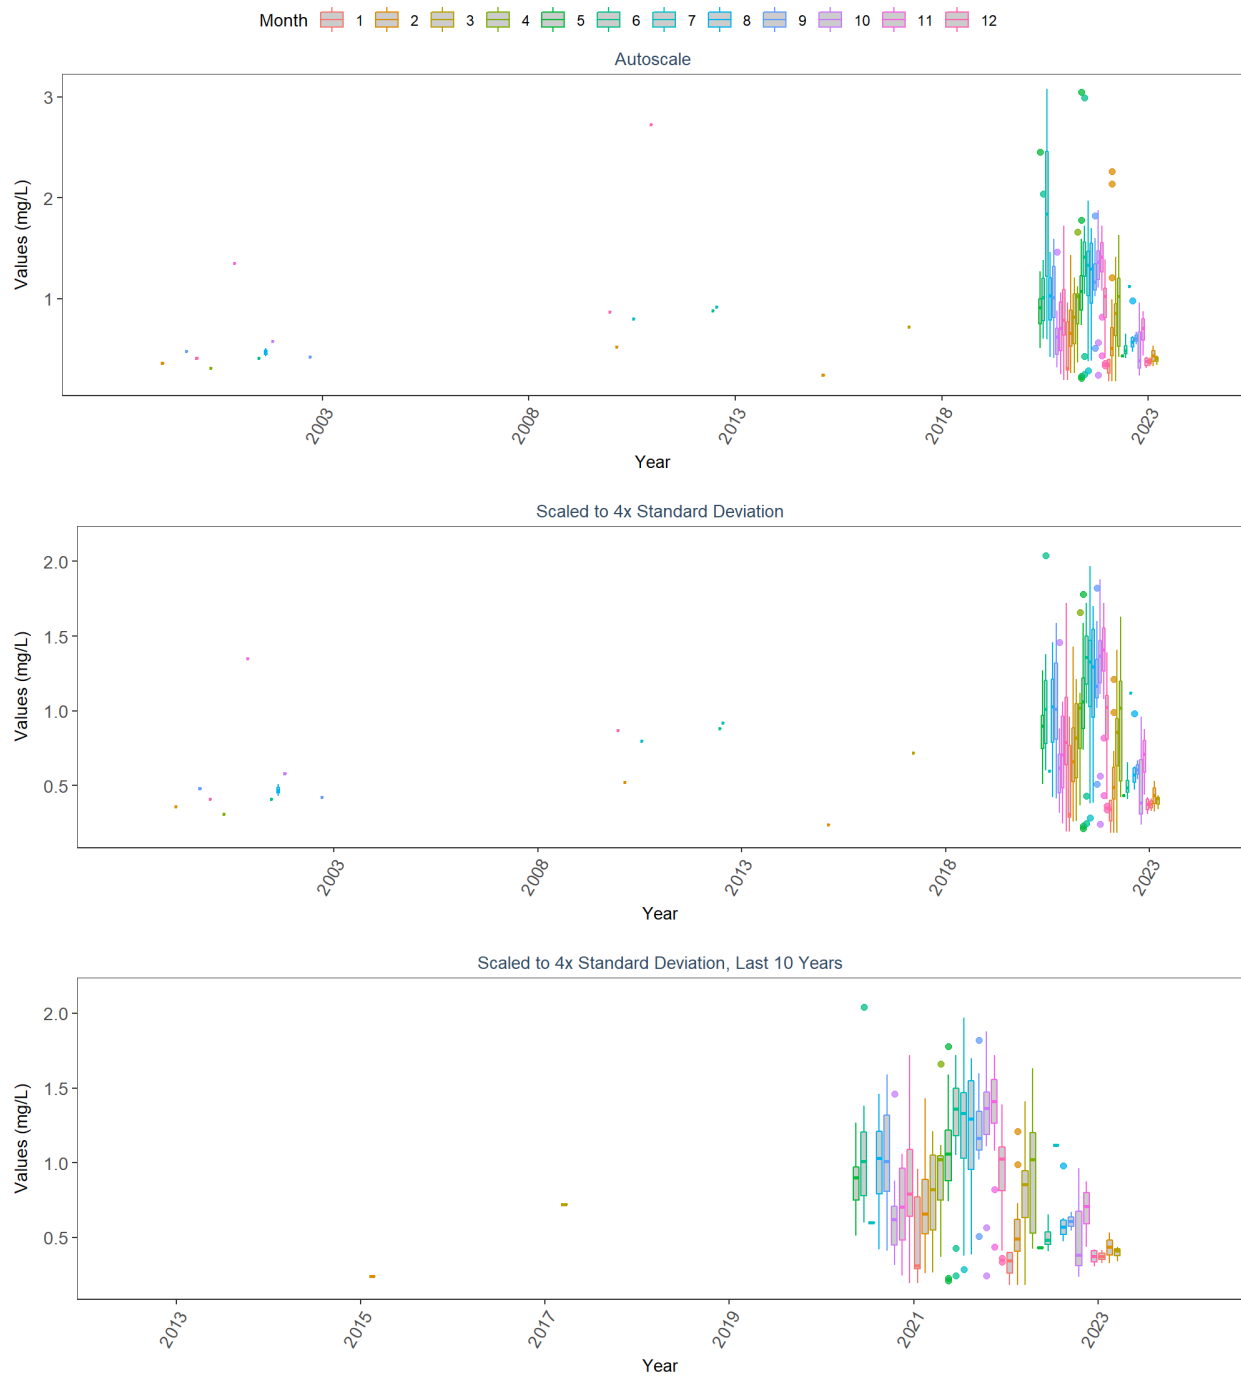 Month 1 2 3 4 5 6 7 8 9 10 11 12
Autoscale
Values (mg/L)
3
2
1
2003 2008 2013 2018 2023
Year
Scaled to 4x Standard Deviation
Values (mg/L)
2.0
1.5
1.0
0.5
2003 2008 2013 2018 2023
Year
Scaled to 4x Standard Deviation, Last 10 Years
Values (mg/L)
2.0
1.5
1.0
0.5
2013 2015 2017 2019 2021 2023
Year